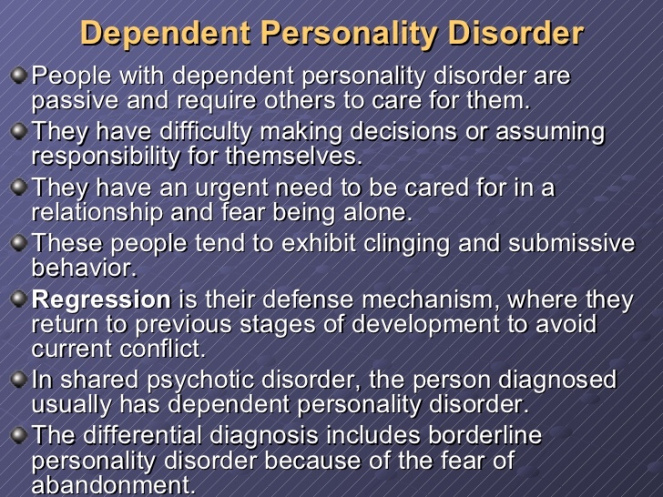 Dependent Personality Disorder
People with dependent personality disorder are
passive and require others to care for them.
They have difficulty making decisions or assuming
responsibility for themselves.
They have an urgent need to be cared for in a
relationship and fear being alone.
These people tend to exhibit clinging and submissive
behavior.
Regression is their defense mechanism, where they
return to previous stages of development to avoid
current conflict.
In shared psychotic disorder, the person diagnosed
usually has dependent personality disorder.
The differential diagnosis includes borderline
personality disorder because of the fear of
abandonment.